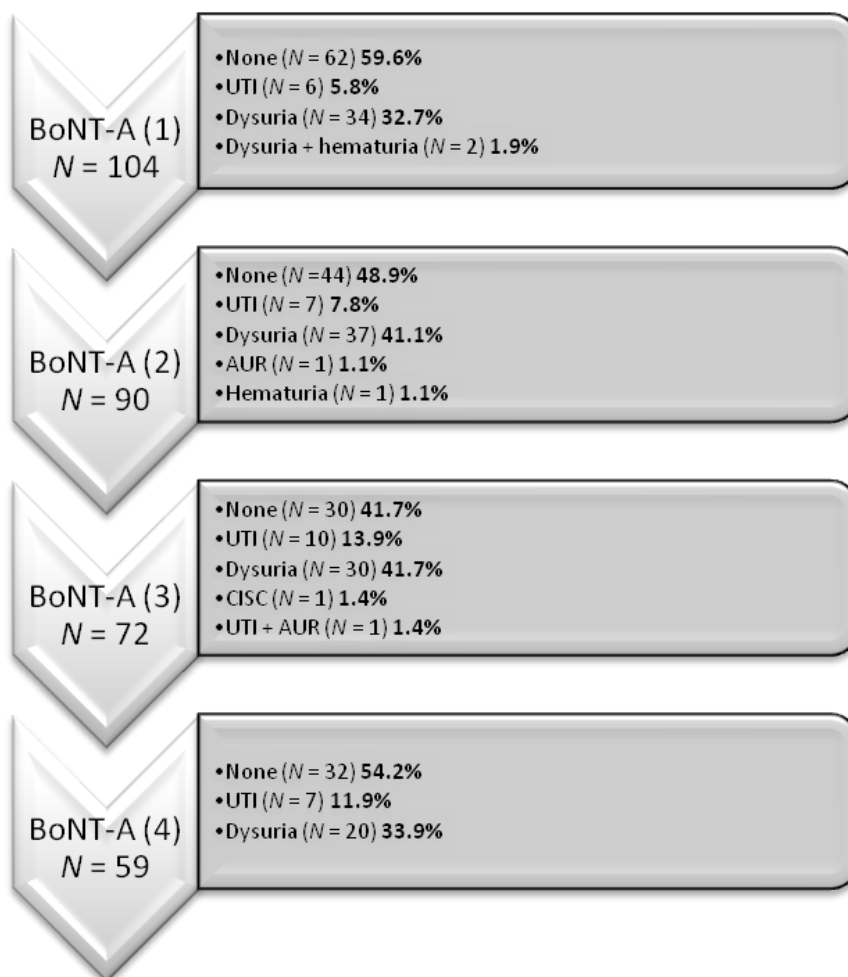 BoNT-A (1)
N = 104
•None (N = 62) 59.6%
•UTI (N = 6) 5.8%
•Dysuria (N = 34) 32.7%
•Dysuria + hematuria (N = 2) 1.9%
BoNT-A (2)
N = 90
•None (N =44) 48.9%
•UTI (N = 7) 7.8%
•Dysuria (N = 37) 41.1%
•AUR (N = 1) 1.1%
•Hematuria (N = 1) 1.1%
BoNT-A (3)
N = 72
•None (N = 30) 41.7%
•UTI (N = 10) 13.9%
•Dysuria (N = 30) 41.7%
•CISC (N = 1) 1.4%
•UTI + AUR (N = 1) 1.4%
BoNT-A (4)
N = 59
•None (N = 32) 54.2%
•UTI (N = 7) 11.9%
•Dysuria (N = 20) 33.9%